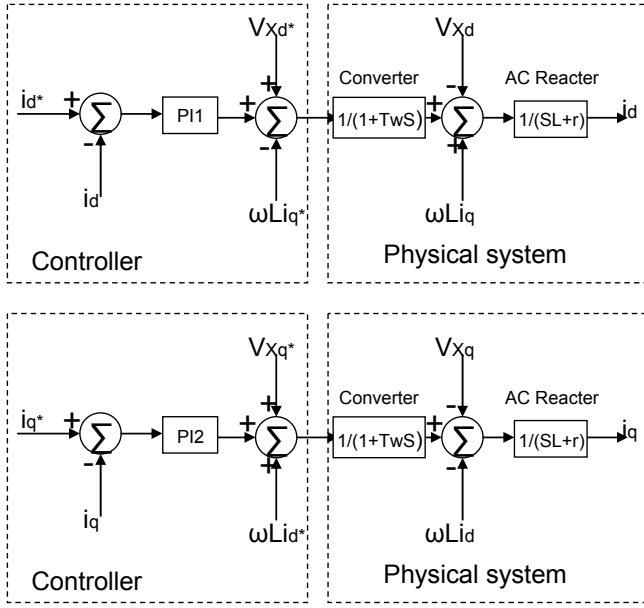 VXd*
VXd
+
-
Converter
AC Reacter
id*
+
Σ
PI1
+
Σ
1/(1+TwS)
+
Σ
1/(SL+r)
id
-
-
+
id
ωLiq*
ωLiq
Controller
Physical system
VXq*
VXq
+
-
Converter
AC Reacter
iq*
+
Σ
PI2
+
Σ
1/(1+TwS)
+
Σ
1/(SL+r)
iq
-
+
-
iq
ωLid*
ωLid
Controller
Physical system